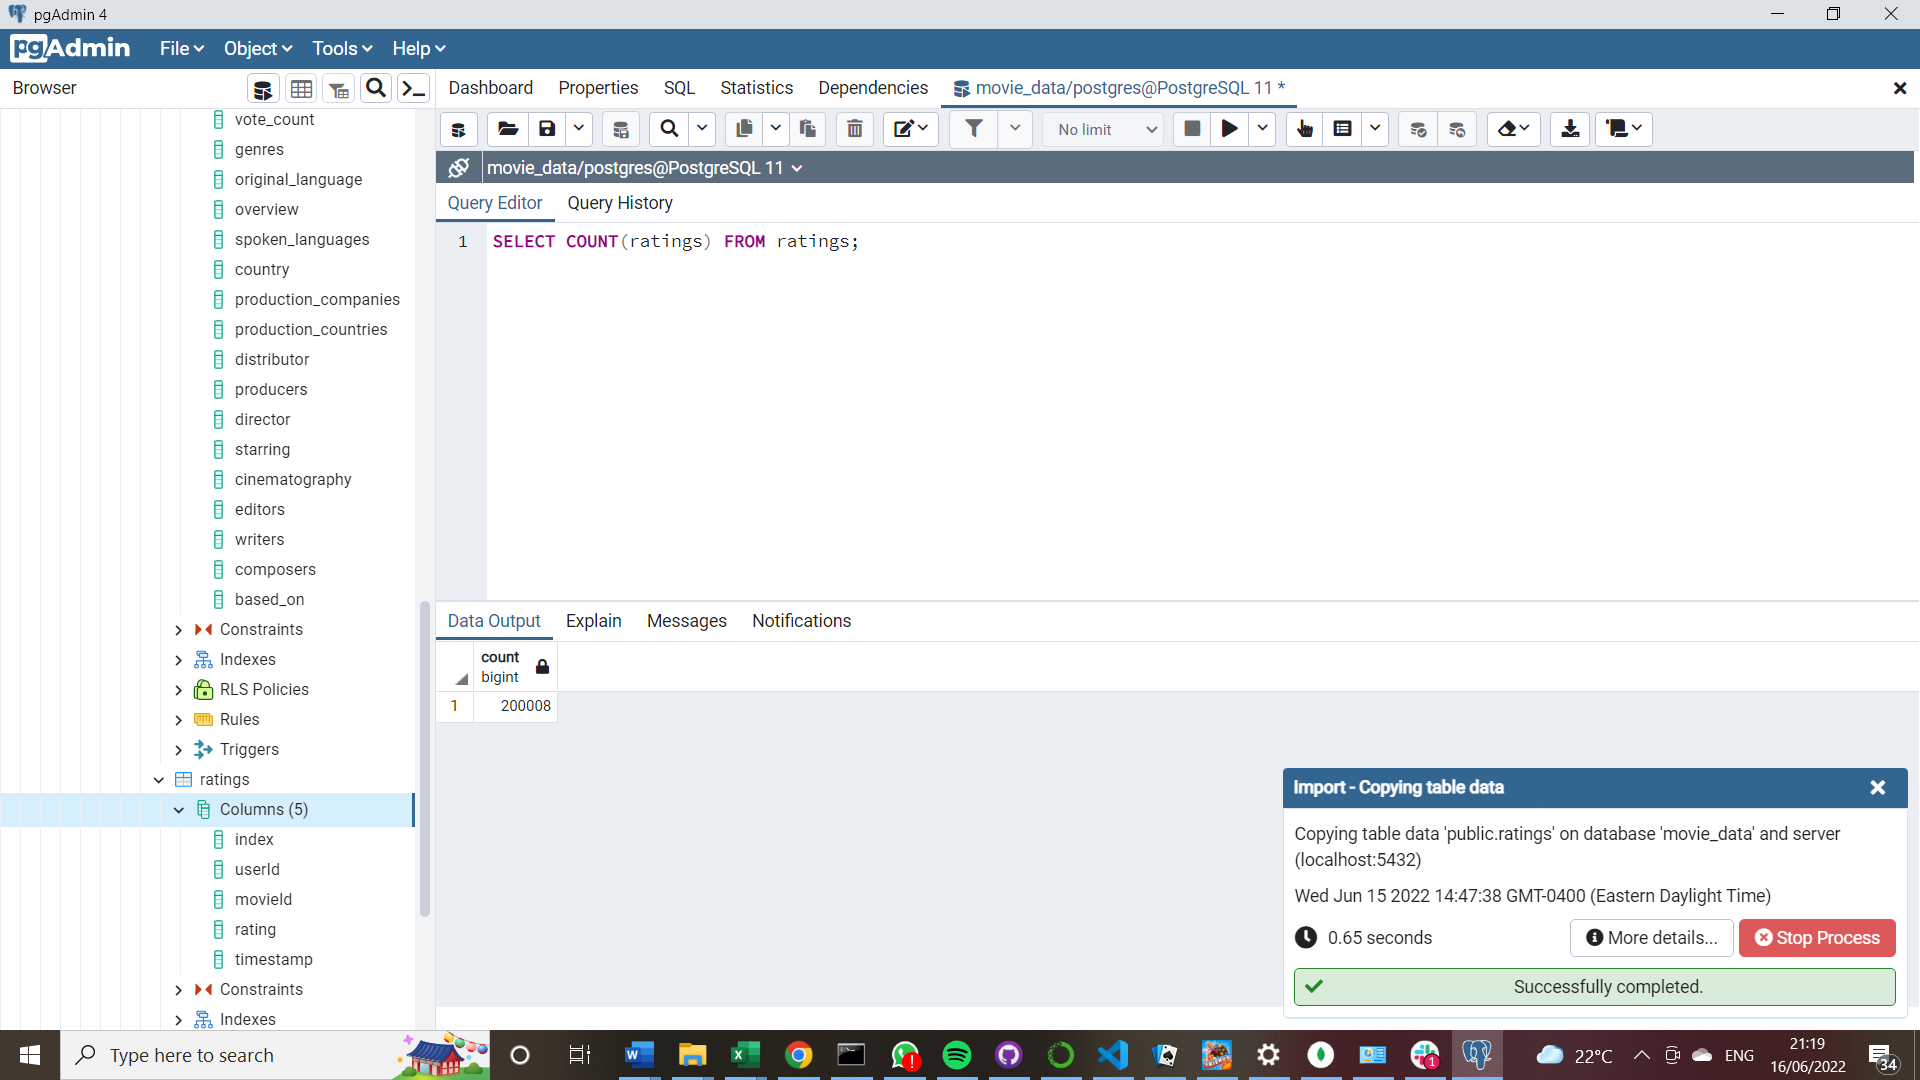 pgAdmin 4
pgAdmin File Object Tools Help
Browser
Dashboard Properties SQL Statistics Dependencies movie_data/postgres@PostgreSQL 11 *
No limit
movie_data/postgres@PostgreSQL 11
Query Editor Query History
1 SELECT COUNT(ratings) FROM ratings;
vote_count
genres
original_language
overview
spoken_languages
country
production_companies
production_countries
distributor
producers
director
starring
cinematography
editors
writers
composers
based_on
Constraints
Indexes
RLS Policies
Rules
Triggers
ratings
Columns (5)
index
userId
movieId
rating
timestamp
Constraints
Indexes
Data Output Explain Messages Notifications
count
bigint
1 200008
Import - Copying table data
Copying table data 'public.ratings' on database 'movie_data' and server
(localhost:5432)
Wed Jun 15 2022 14:47:38 GMT-0400 (Eastern Daylight Time)
0.65 seconds More details... Stop Process
Successfully completed.
Type here to search
1
22°C
ENG
21:19
16/06/2022
34